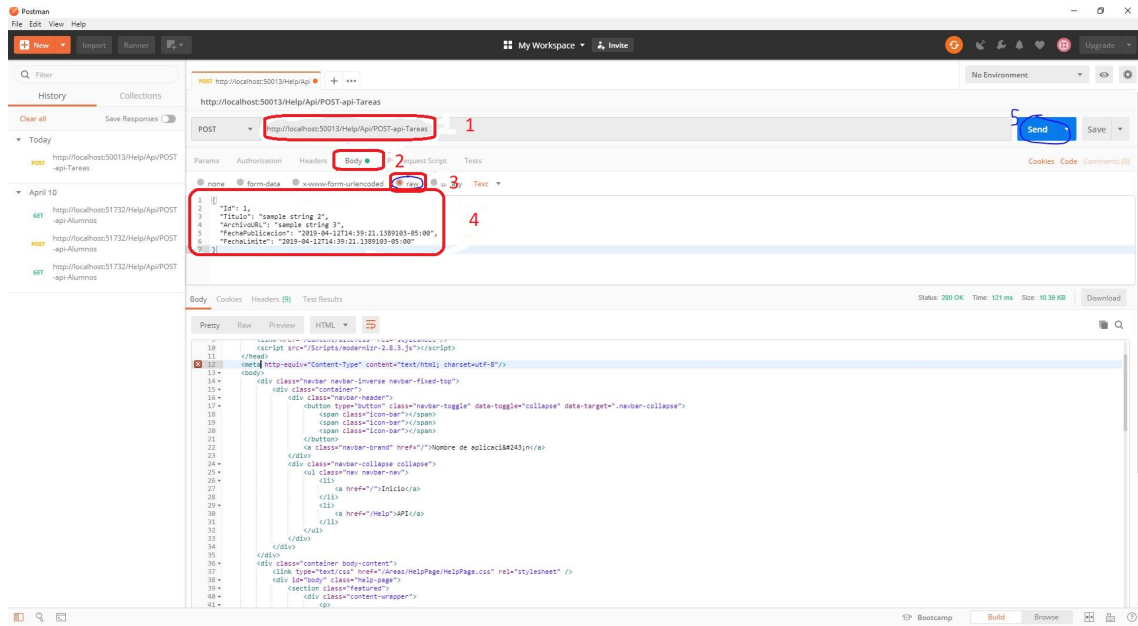 Postman
File Edit View Help
New Import Runner My Workspace Invite Upgrade
Filter
History Collections
Clear all Save Responses
Today
POST http://localhost:50013/Help/Api/POST
-api-Tareas
April 10
GET http://localhost:51732/Help/Api/POST
-api-Alumnos
POST http://localhost:51732/Help/Api/POST
-api-Alumnos
GET http://localhost:51732/Help/Api/POST
-api-Alumnos
POST http://localhost:50013/Help/Api + ••• No Environment
http://localhost:50013/Help/Api/POST-api-Tareas
POST http://localhost:50013/Help/Api/POST-api-Tareas 1 5 Send Save
Params Authorization Headers Body 2 Request Script Tests Cookies Code Comments (0)
none form-data x-www-form-urlencoded raw 3 Text
1 {
2 "Id": 1,
3 "Titulo": "sample string 2",
4 "ArchivoURL": "sample string 3",
5 "FechaPublicacion": "2019-04-12T14:39:21.1389103-05:00",
6 "FechaLimite": "2019-04-12T14:39:21.1389103-05:00"
7 }
4
Body Cookies Headers (9) Test Results Status: 200 OK Time: 121 ms Size: 10.39 KB Download
Pretty Raw Preview HTML
10 <script src="/Scripts/modernizr-2.8.3.js"></script>
11 </head>
12 <meta http-equiv="Content-Type" content="text/html; charset=utf-8"/>
13 <body>
14 <div class="navbar navbar-inverse navbar-fixed-top">
15 <div class="container">
16 <div class="navbar-header">
17 <button type="button" class="navbar-toggle" data-toggle="collapse" data-target=".navbar-collapse">
18 <span class="icon-bar"></span>
19 <span class="icon-bar"></span>
20 <span class="icon-bar"></span>
21 </button>
22 <a class="navbar-brand" href="/">Nombre de aplicaci&#243;n</a>
23 </div>
24 <div class="navbar-collapse collapse">
25 <ul class="nav navbar-nav">
26 <li>
27 <a href="/">Inicio</a>
28 </li>
29 <li>
30 <a href="/Help">API</a>
31 </li>
32 </ul>
33 </div>
34 </div>
35 </div>
36 <div class="container body-content">
37 <link type="text/css" href="/Areas/HelpPage/HelpPage.css" rel="stylesheet" />
38 <div id="body" class="help-page">
39 <section class="featured">
40 <div class="content-wrapper">
41 <p>
Bootcamp Build Browse